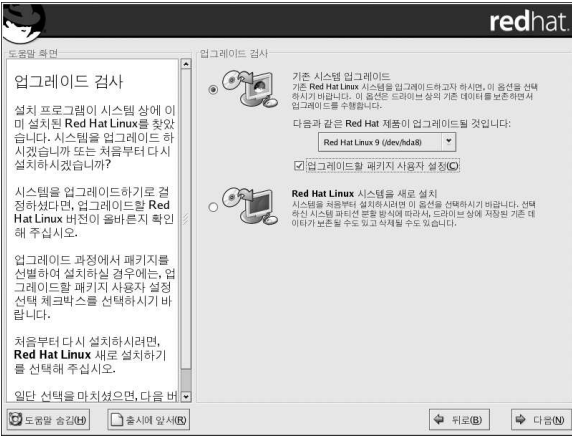 redhat.
도움말 화면
업그레이드 검사
설치 프로그램이 시스템 상에 이
미 설치된 Red Hat Linux를 찾았
습니다. 시스템을 업그레이드 하
시겠습니까 또는 처음부터 다시
설치하시겠습니까?
시스템을 업그레이드하기로 결
정하셨다면, 업그레이드할 Red
Hat Linux 버전이 올바른지 확인
해 주십시오.
업그레이드 과정에서 패키지를
선별하여 설치하실 경우에는, 업
그레이드할 패키지 사용자 설정
선택 체크박스를 선택하시기 바
랍니다.
처음부터 다시 설치하시려면,
Red Hat Linux 새로 설치하기
를 선택해 주십시오.
일단 선택을 마치셨으면, 다음 버
업그레이드 검사
기존 시스템 업그레이드
기존 Red Hat Linux 시스템을 업그레이드하고자 하시면, 이 옵션을 선택
하시기 바랍니다. 이 옵션은 드라이브 상의 기존 데이터를 보존하면서
업그레이드를 수행합니다.
다음과 같은 Red Hat 제품이 업그레이드될 것입니다:
Red Hat Linux 9 (/dev/hda8)
업그레이드할 패키지 사용자 설정(C)
Red Hat Linux 시스템을 새로 설치
시스템을 처음부터 설치하시려면 이 옵션을 선택하시기 바랍니다. 선택
하신 시스템 파티션 분할 방식에 따라서, 드라이브 상에 저장된 기존 데
이타가 보존될 수도 있고 삭제될 수도 있습니다.
도움말 숨김(H)
출시에 앞서(R)
뒤로(B)
다음(N)